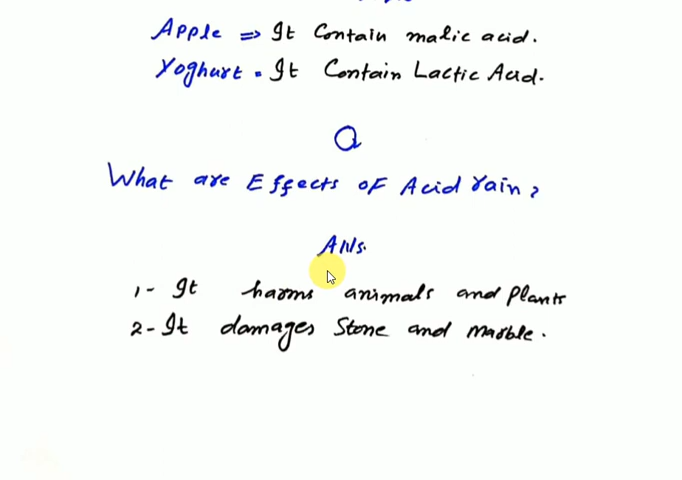 Apple => It Contain malic acid.
Yoghurt = It Contain Lactic Acid.
Q
What are Effects of Acid rain?
Ans.
1- It harms animals and plants
2- It damages stone and marble.